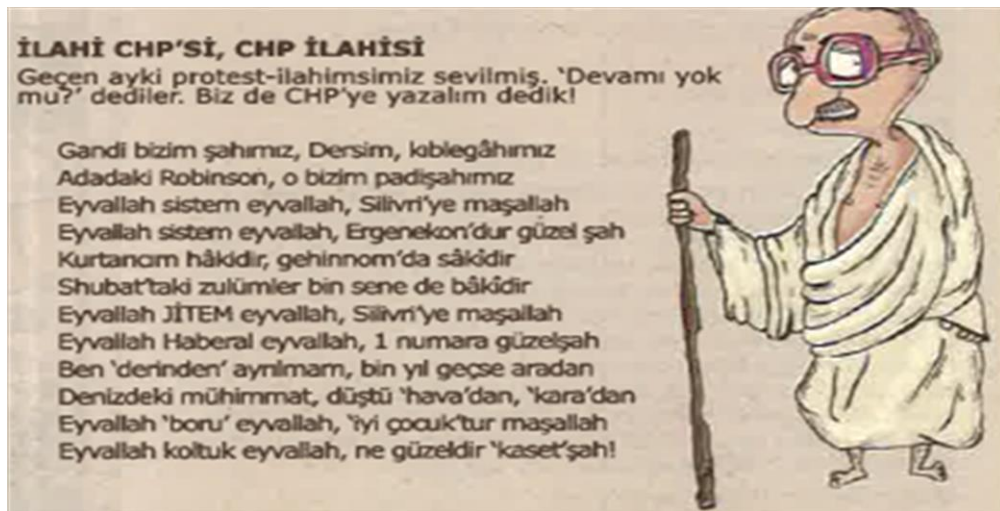 İLAHİ CHP'Sİ, CHP İLAHİSİ
Geçen ayki protest-ilahimsimiz sevilmiş. 'Devamı yok
mu?' dediler. Biz de CHP'ye yazalım dedik!
Gandi bizim şahımız, Dersim, kıblegâhımız
Adadaki Robinson, o bizim padişahımız
Eyvallah sistem eyvallah, Silivri'ye maşallah
Eyvallah sistem eyvallah, Ergenekon'dur güzel şah
Kurtarıcım hâkidir, gehinnom'da sâkîdir
Shubat'taki zulümler bin sene de bâkîdir
Eyvallah JİTEM eyvallah, Silivri'ye maşallah
Eyvallah Haberal eyvallah, 1 numara güzelşah
Ben 'derinden' ayrılmam, bin yıl geçse aradan
Denizdeki mühimmat, düştü 'hava'dan, 'kara'dan
Eyvallah 'boru' eyvallah, 'iyi çocuk'tur maşallah
Eyvallah koltuk eyvallah, ne güzeldir 'kaset'şah!